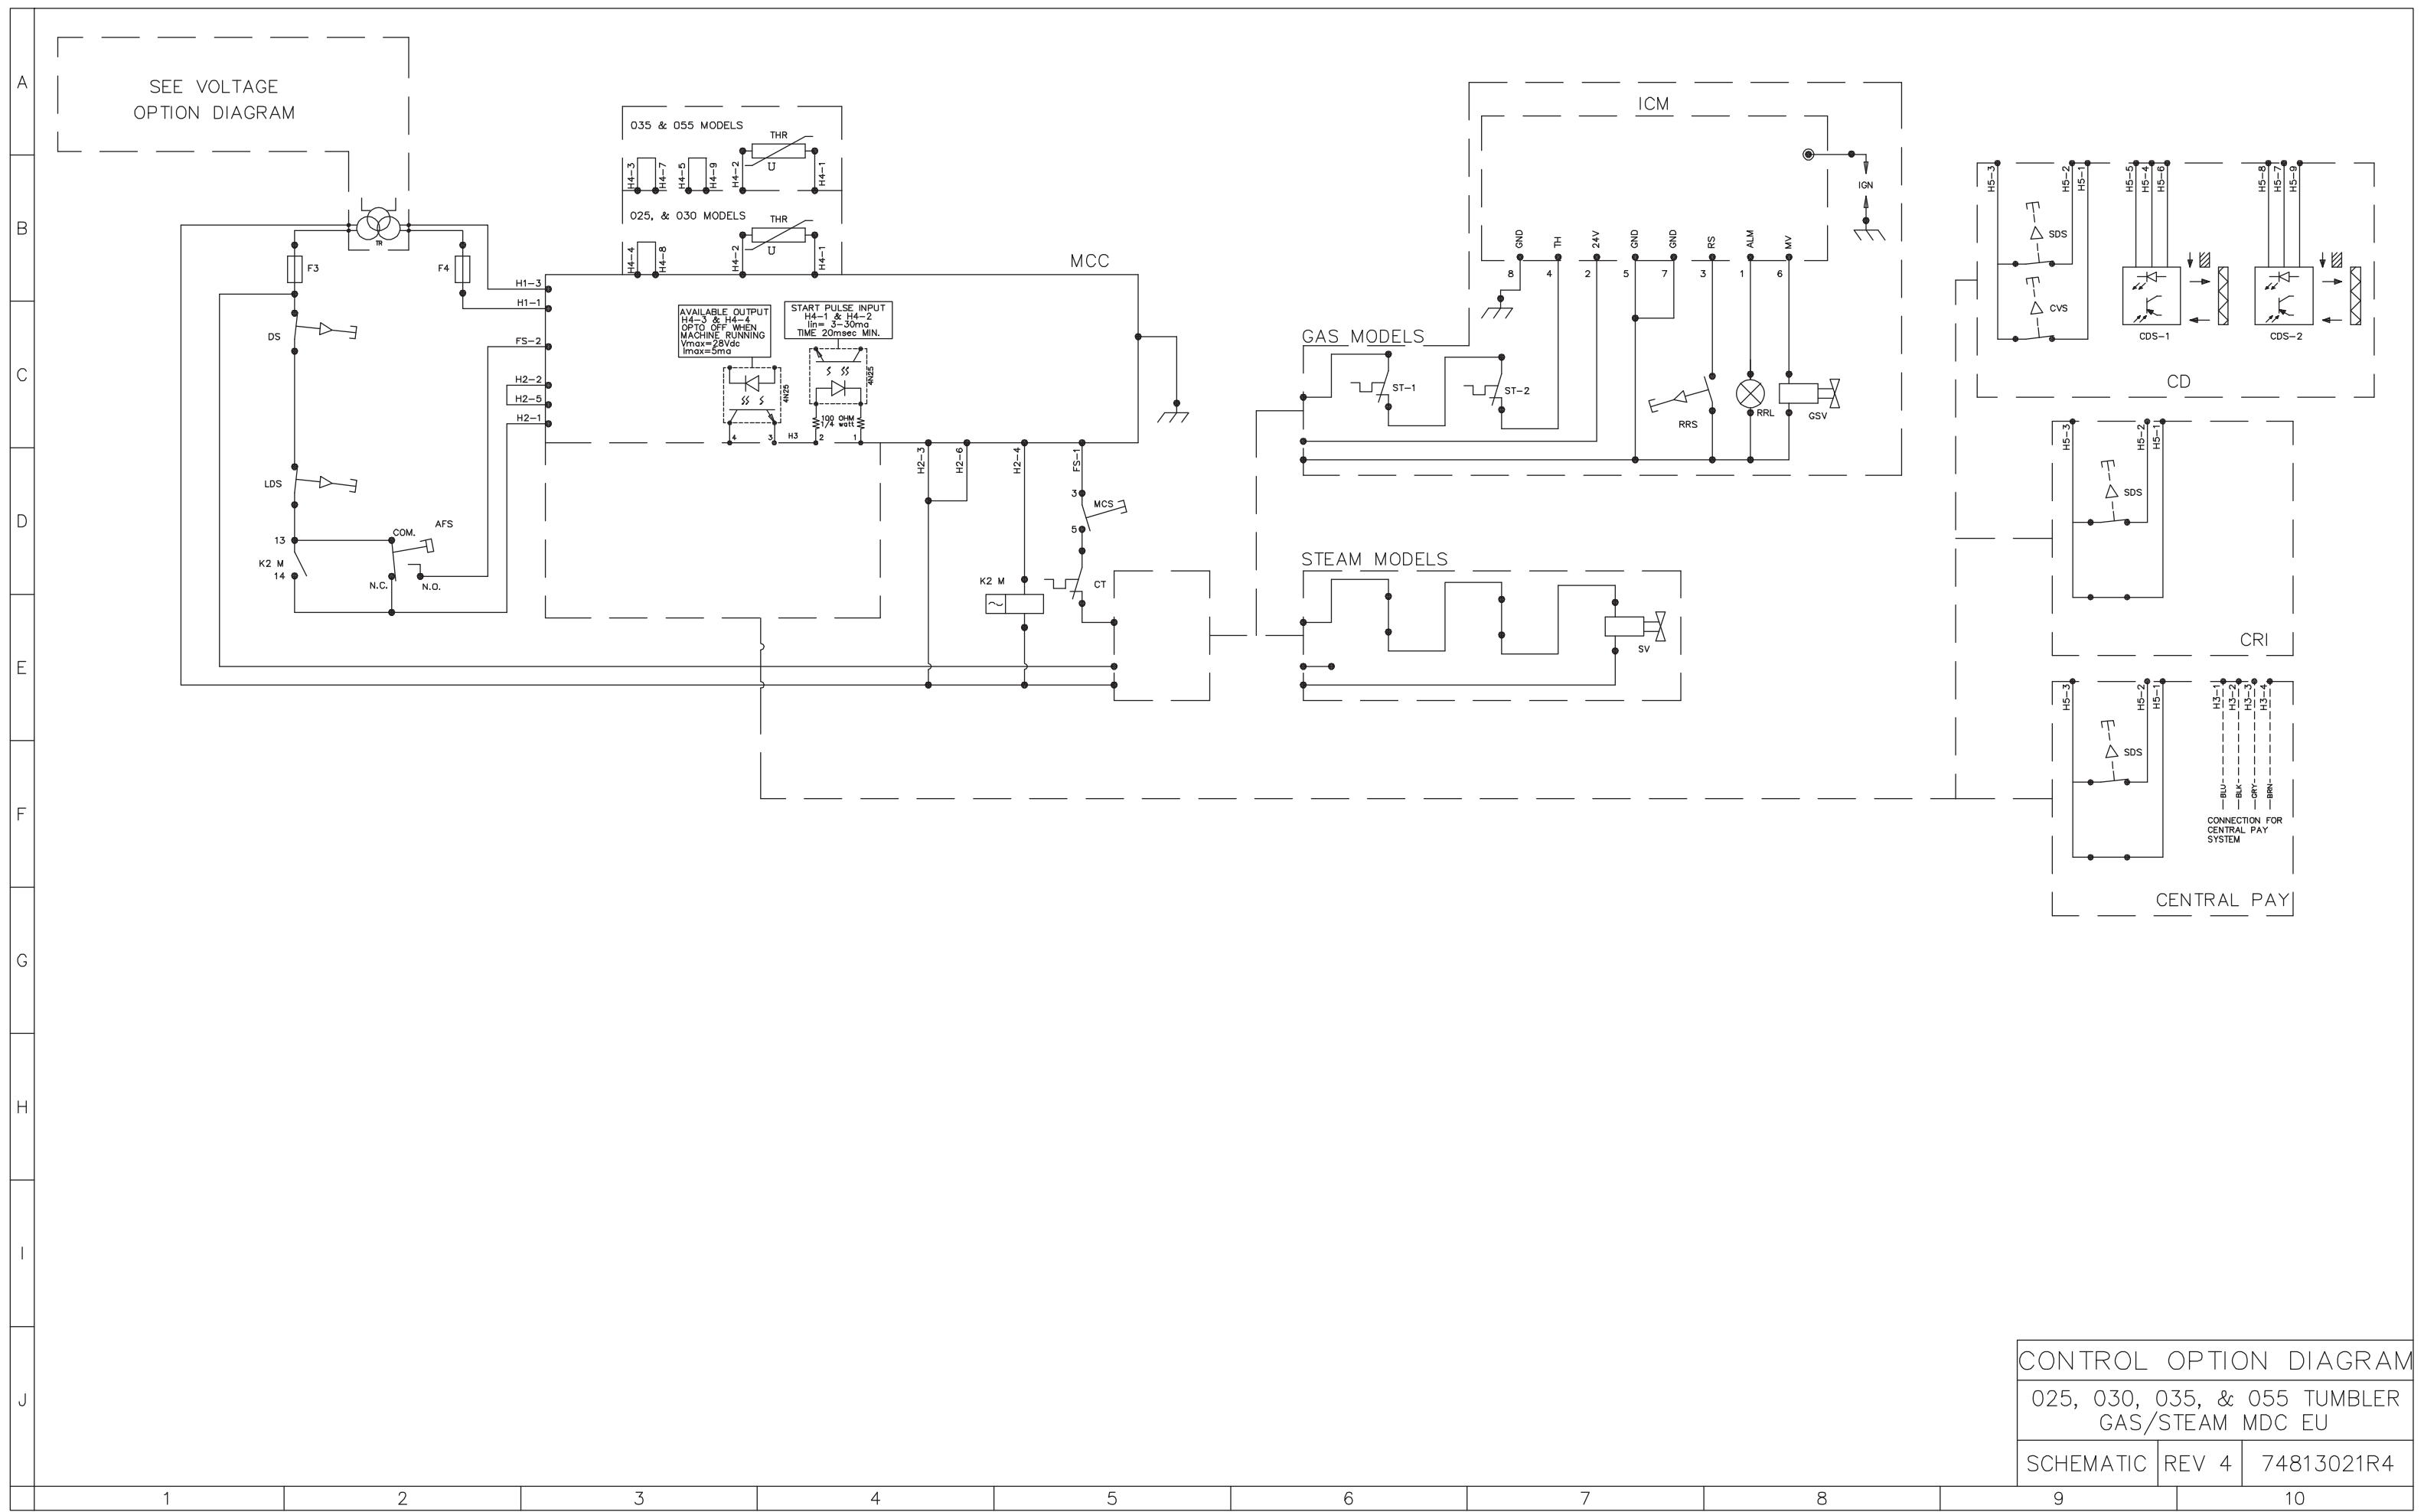 A
B
C
D
E
F
G
H
I
J
1
2
3
4
5
6
7
8
9
10
SEE VOLTAGE
OPTION DIAGRAM
TR
F3
F4
DS
LDS
13
K2 M
14
COM.
AFS
N.C.
N.O.
H1-3
H1-1
FS-2
H2-2
H2-5
H2-1
035 & 055 MODELS
THR
U
H4-3
H4-7
H4-5
H4-9
H4-2
H4-1
025, & 030 MODELS
THR
U
H4-4
H4-8
H4-2
H4-1
MCC
AVAILABLE OUTPUT
H4-3 & H4-4
OPTO OFF WHEN
MACHINE RUNNING
Vmax=28Vdc
Imax=5ma
START PULSE INPUT
H4-1 & H4-2
Iin= 3-30ma
TIME 20msec MIN.
4N25
4N25
100 OHM
1/4 watt
4
3
H3
2
1
H2-3
H2-6
H2-4
FS-1
3
MCS
5
K2 M
CT
GAS MODELS
ICM
IGN
GND
TH
24V
GND
GND
RS
ALM
MV
8
4
2
5
7
3
1
6
ST-1
ST-2
RRS
RRL
GSV
STEAM MODELS
SV
H5-3
H5-2
H5-1
H5-5
H5-4
H5-6
H5-8
H5-7
H5-9
SDS
CVS
CDS-1
CDS-2
CD
H5-3
H5-2
H5-1
SDS
CRI
H5-3
H5-2
H5-1
H3-1
H3-2
H3-3
H3-4
SDS
BLU
BLK
GRY
BRN
CONNECTION FOR
CENTRAL PAY
SYSTEM
CENTRAL PAY
CONTROL OPTION DIAGRAM
025, 030, 035, & 055 TUMBLER
GAS/STEAM MDC EU
SCHEMATIC
REV 4
74813021R4